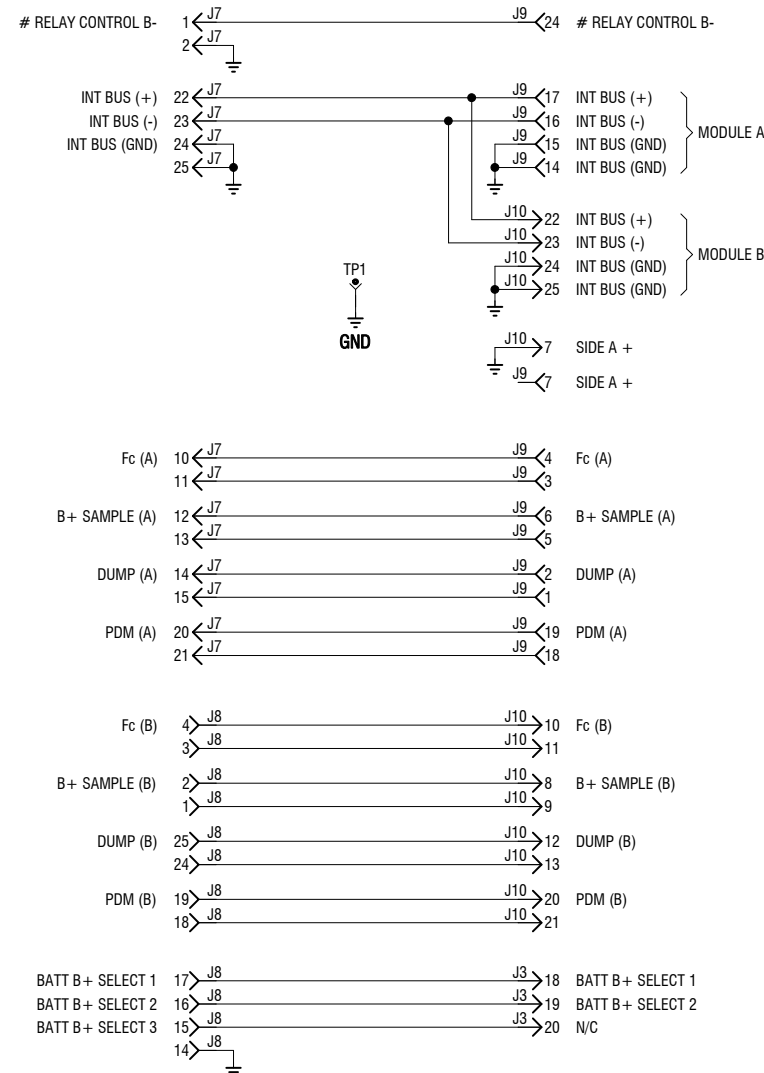 # RELAY CONTROL B- 1 J7 J9 24 # RELAY CONTROL B-
2 J7
INT BUS (+) 22 J7 J9 17 INT BUS (+)
INT BUS (-) 23 J7 J9 16 INT BUS (-)
INT BUS (GND) 24 J7 J9 15 INT BUS (GND)
25 J7 J9 14 INT BUS (GND)
MODULE A
J10 22 INT BUS (+)
J10 23 INT BUS (-)
J10 24 INT BUS (GND)
J10 25 INT BUS (GND)
MODULE B
TP1
GND
J10 7 SIDE A +
J9 7 SIDE A +
Fc (A) 10 J7 J9 4 Fc (A)
11 J7 J9 3
B+ SAMPLE (A) 12 J7 J9 6 B+ SAMPLE (A)
13 J7 J9 5
DUMP (A) 14 J7 J9 2 DUMP (A)
15 J7 J9 1
PDM (A) 20 J7 J9 19 PDM (A)
21 J7 J9 18
Fc (B) 4 J8 J10 10 Fc (B)
3 J8 J10 11
B+ SAMPLE (B) 2 J8 J10 8 B+ SAMPLE (B)
1 J8 J10 9
DUMP (B) 25 J8 J10 12 DUMP (B)
24 J8 J10 13
PDM (B) 19 J8 J10 20 PDM (B)
18 J8 J10 21
BATT B+ SELECT 1 17 J8 J3 18 BATT B+ SELECT 1
BATT B+ SELECT 2 16 J8 J3 19 BATT B+ SELECT 2
BATT B+ SELECT 3 15 J8 J3 20 N/C
14 J8